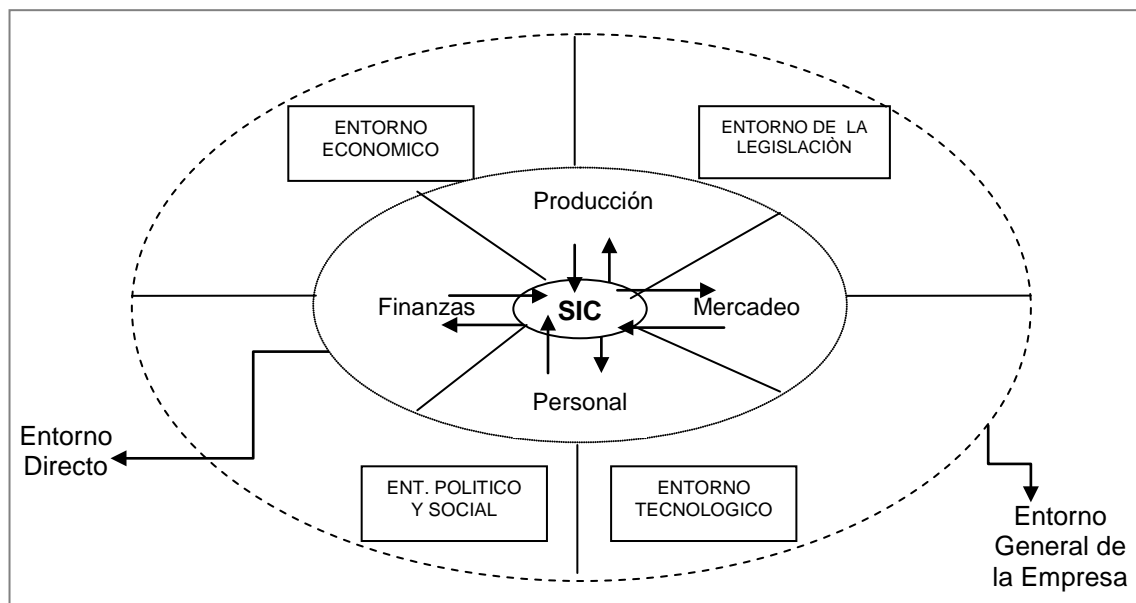 ENTORNO
ECONOMICO
ENTORNO DE LA
LEGISLACIÒN
Producción
Finanzas
SIC
Mercadeo
Personal
Entorno
Directo
ENT. POLITICO
Y SOCIAL
ENTORNO
TECNOLOGICO
Entorno
General de
la Empresa